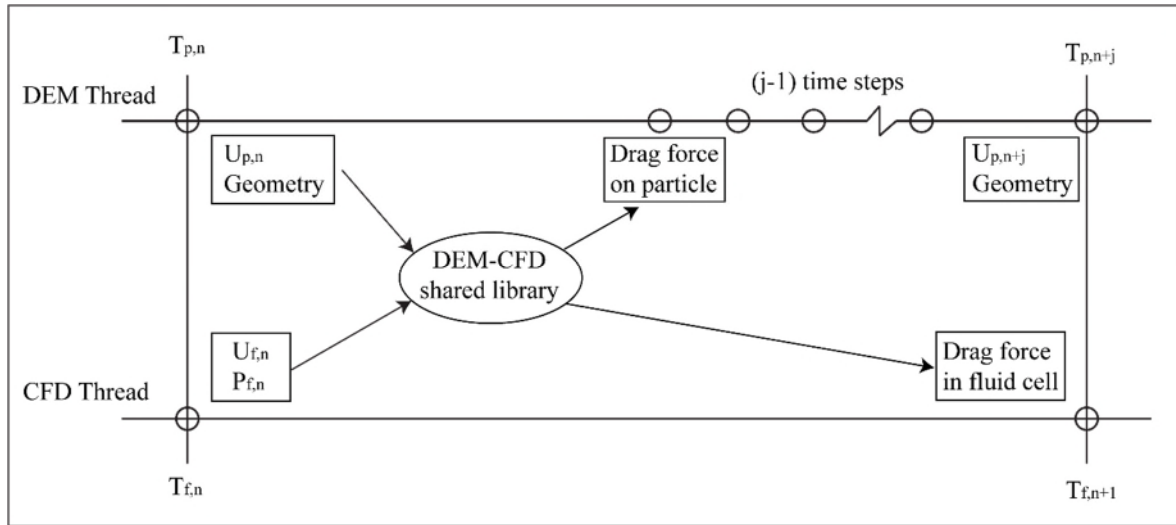 Tp,n
Tp,n+j
DEM Thread
(j-1) time steps
Up,n
Geometry
Drag force
on particle
Up,n+j
Geometry
DEM-CFD
shared library
Uf,n
Pf,n
Drag force
in fluid cell
CFD Thread
Tf,n
Tf,n+1